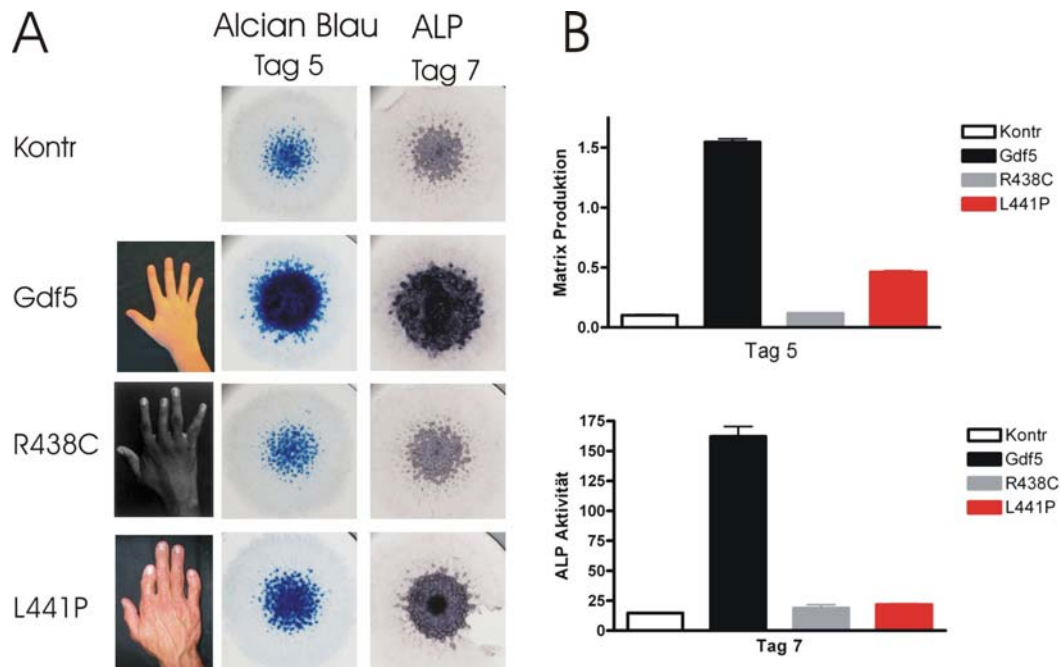 A
Alcian Blau
Tag 5
ALP
Tag 7
Kontr
Gdf5
R438C
L441P
B
Matrix Produktion
1.5
1.0
0.5
0.0
Tag 5
Kontr
Gdf5
R438C
L441P
ALP Aktivität
175
150
125
100
75
50
25
0
Tag 7
Kontr
Gdf5
R438C
L441P